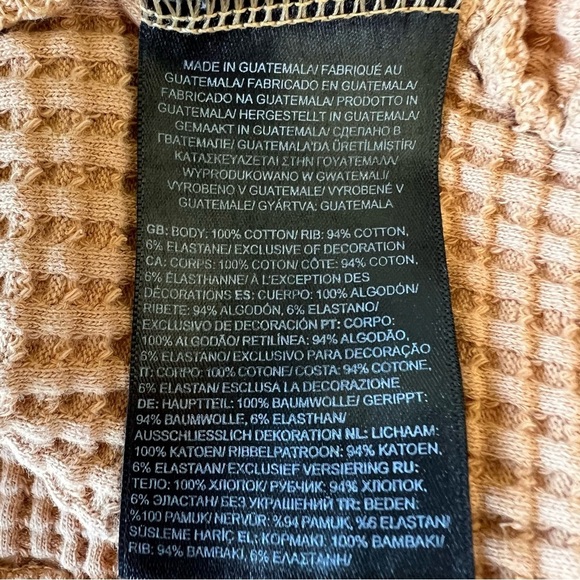 MADE IN GUATEMALA/ FABRIQUÉ AU
GUATEMALA/ FABRICADO EN GUATEMALA/
FABRICADO NA GUATEMALA/ PRODOTTO IN
GUATEMALA/ HERGESTELLT IN GUATEMALA/
GEMAAKT IN GUATEMALA/ СДЕЛАНО В
ГВАТЕМАЛЕ/ GUATEMALA'DA ÜRETİLMİŞTİR/
ΚΑΤΑΣΚΕΥΑΖΕΤΑΙ ΣΤΗΝ ΓΟΥΑΤΕΜΑΛΑ/
WYPRODUKOWANO W GWATEMALI/
VYROBENO V GUATEMALE/ VYROBENÉ V
GUATEMALE/ GYÁRTVA: GUATEMALA
GB: BODY: 100% COTTON/ RIB: 94% COTTON,
6% ELASTANE/ EXCLUSIVE OF DECORATION
CA: CORPS: 100% COTON/ CÔTE: 94% COTON,
6% ÉLASTHANNE/ À L'EXCEPTION DES
DÉCORATIONS ES: CUERPO: 100% ALGODÓN/
RIBETE: 94% ALGODÓN, 6% ELASTANO/
EXCLUSIVO DE DECORACIÓN PT: CORPO:
100% ALGODÃO/ RETILÍNEA: 94% ALGODÃO,
6% ELASTANO/ EXCLUSIVO PARA DECORAÇÃO
IT: CORPO: 100% COTONE/ COSTA: 94% COTONE,
6% ELASTAN/ ESCLUSA LA DECORAZIONE
DE: HAUPTTEIL: 100% BAUMWOLLE/ GERIPPT:
94% BAUMWOLLE, 6% ELASTHAN/
AUSSCHLIESSLICH DEKORATION NL: LICHAAM:
100% KATOEN/ RIBBELPATROON: 94% KATOEN,
6% ELASTAAN/ EXCLUSIEF VERSIERING RU:
ТЕЛО: 100% ХЛОПОК/ РУБЧИК: 94% ХЛОПОК,
6% ЭЛАСТАН/ БЕЗ УКРАШЕНИЙ TR: BEDEN:
%100 PAMUK/ NERVÜR: %94 PAMUK, %6 ELASTAN/
SÜSLEME HARİÇ EL: ΚΟΡΜΑΚΙ: 100% ΒΑΜΒΑΚΙ/
RIB: 94% ΒΑΜΒΑΚΙ, 6% ΕΛΑΣΤΑΝΗ/